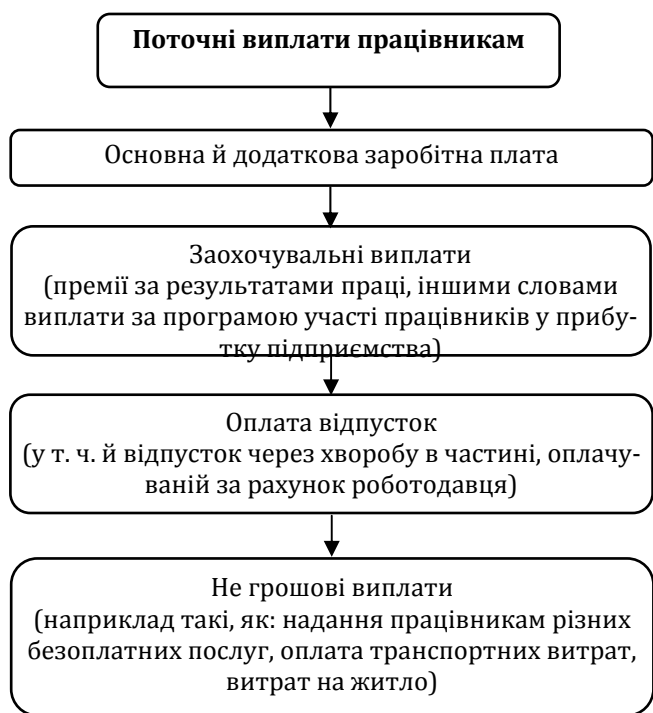 Поточні виплати працівникам
Основна й додаткова заробітна плата
Заохочувальні виплати
(премії за результатами праці, іншими словами
виплати за програмою участі працівників у прибу-
тку підприємства)
Оплата відпусток
(у т. ч. й відпусток через хворобу в частині, оплачу-
ваній за рахунок роботодавця)
Не грошові виплати
(наприклад такі, як: надання працівникам різних
безоплатних послуг, оплата транспортних витрат,
витрат на житло)